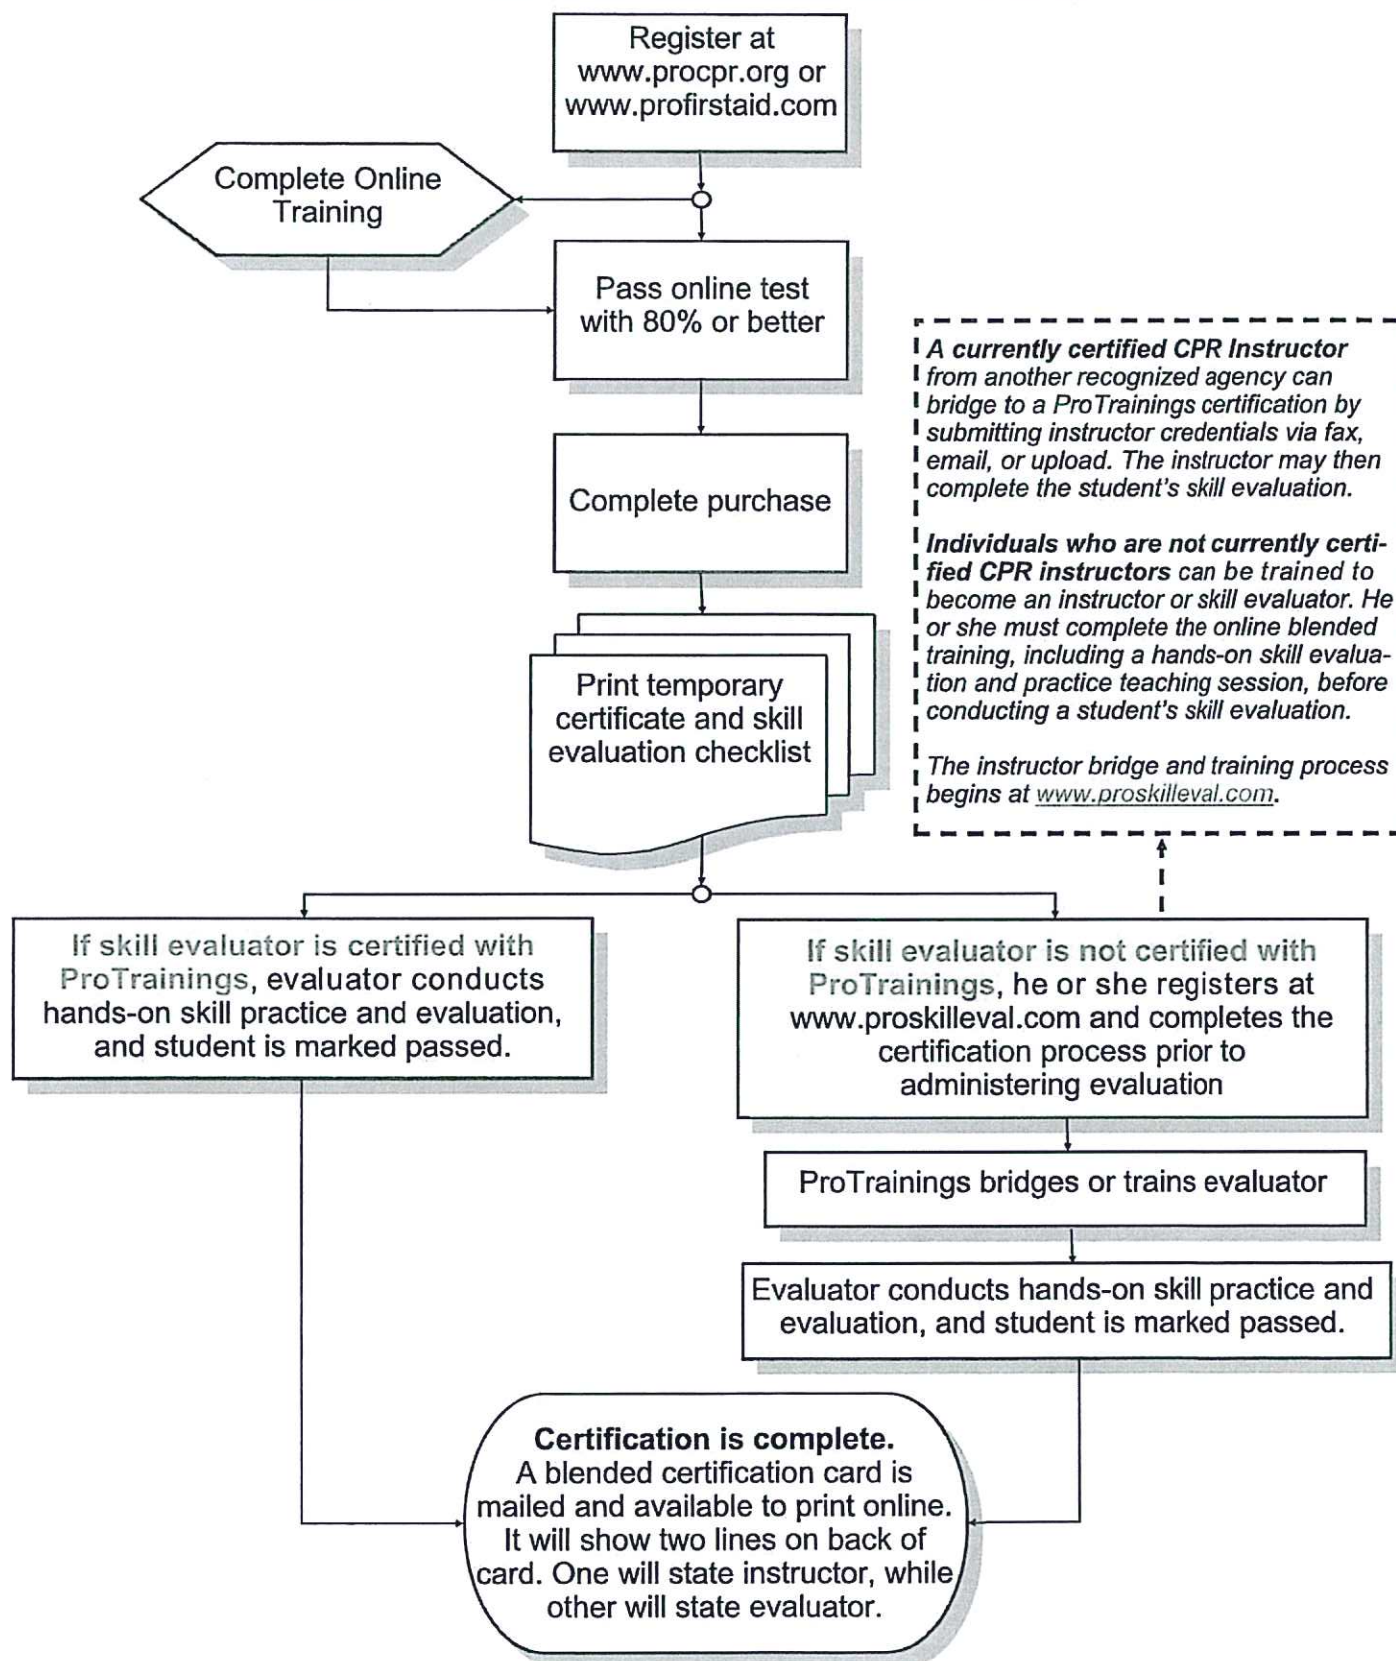 Register at
www.procpr.org or
www.profirstaid.com
Complete Online
Training
Pass online test
with 80% or better
Complete purchase
Print temporary
certificate and skill
evaluation checklist
A currently certified CPR Instructor
from another recognized agency can
bridge to a ProTrainings certification by
submitting instructor credentials via fax,
email, or upload. The instructor may then
complete the student's skill evaluation.
Individuals who are not currently certi-
fied CPR instructors can be trained to
become an instructor or skill evaluator. He
or she must complete the online blended
training, including a hands-on skill evalua-
tion and practice teaching session, before
conducting a student's skill evaluation.
The instructor bridge and training process
begins at www.proskilleval.com.
If skill evaluator is certified with
ProTrainings, evaluator conducts
hands-on skill practice and evaluation,
and student is marked passed.
If skill evaluator is not certified with
ProTrainings, he or she registers at
www.proskilleval.com and completes the
certification process prior to
administering evaluation
ProTrainings bridges or trains evaluator
Evaluator conducts hands-on skill practice and
evaluation, and student is marked passed.
Certification is complete.
A blended certification card is
mailed and available to print online.
It will show two lines on back of
card. One will state instructor, while
other will state evaluator.